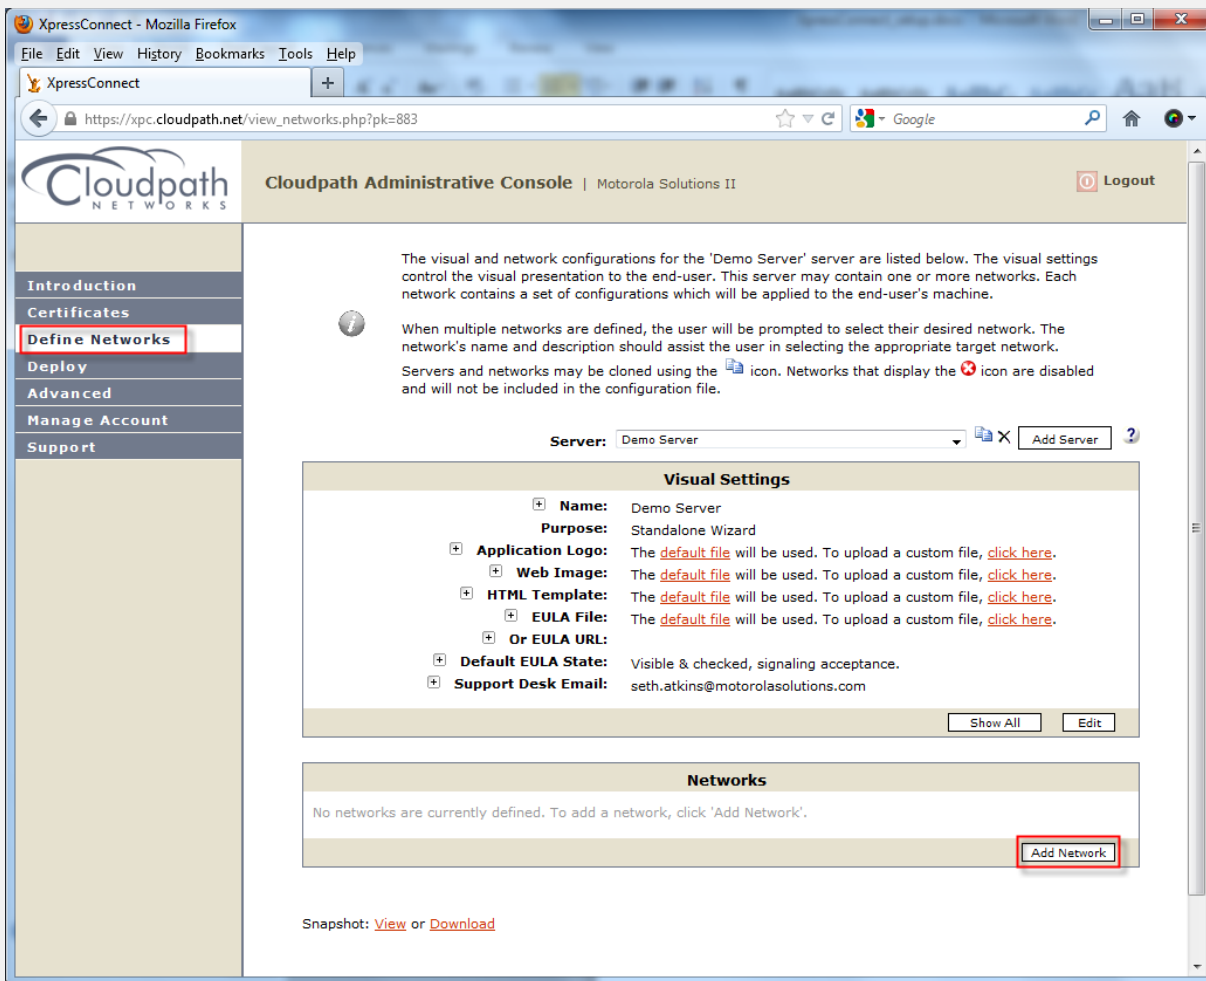 XpressConnect - Mozilla Firefox
File Edit View History Bookmarks Tools Help
XpressConnect +
https://xpc.cloudpath.net/view_networks.php?pk=883
Google
Cloudpath
NETWORKS
Cloudpath Administrative Console | Motorola Solutions II
Logout
Introduction
Certificates
Define Networks
Deploy
Advanced
Manage Account
Support
The visual and network configurations for the 'Demo Server' server are listed below. The visual settings
control the visual presentation to the end-user. This server may contain one or more networks. Each
network contains a set of configurations which will be applied to the end-user's machine.
When multiple networks are defined, the user will be prompted to select their desired network. The
network's name and description should assist the user in selecting the appropriate target network.
Servers and networks may be cloned using the icon. Networks that display the icon are disabled
and will not be included in the configuration file.
Server: Demo Server Add Server ?
Visual Settings
Name: Demo Server
Purpose: Standalone Wizard
Application Logo: The default file will be used. To upload a custom file, click here.
Web Image: The default file will be used. To upload a custom file, click here.
HTML Template: The default file will be used. To upload a custom file, click here.
EULA File: The default file will be used. To upload a custom file, click here.
Or EULA URL:
Default EULA State: Visible & checked, signaling acceptance.
Support Desk Email: seth.atkins@motorolasolutions.com
Show All Edit
Networks
No networks are currently defined. To add a network, click 'Add Network'.
Add Network
Snapshot: View or Download